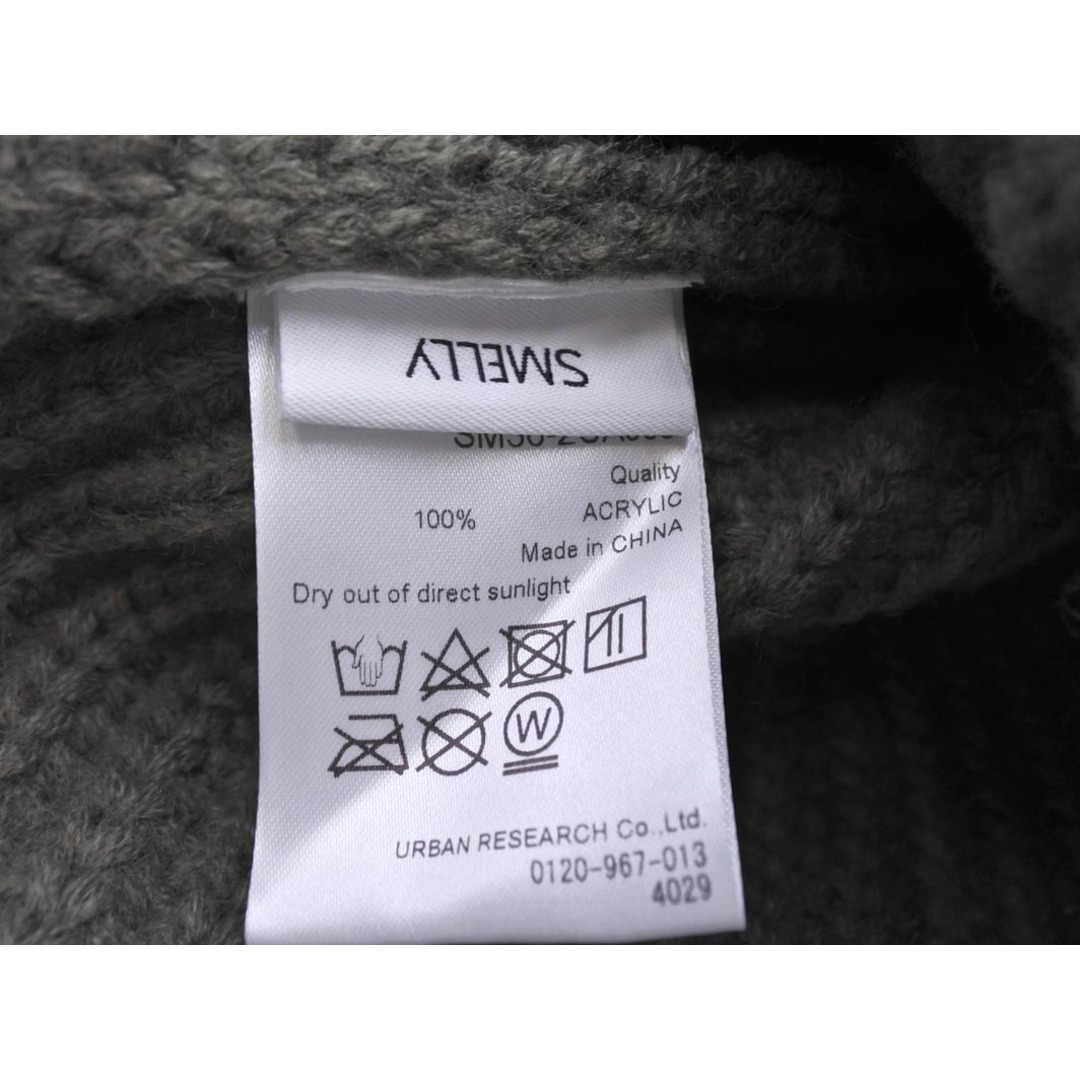 SMELLY
Quality
100% ACRYLIC
Made in CHINA
Dry out of direct sunlight
W
URBAN RESEARCH Co.,Ltd.
0120-967-013
4029